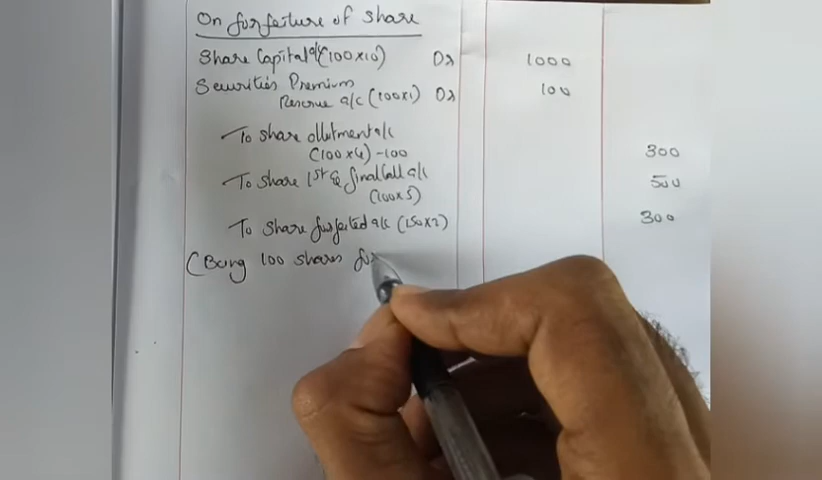 On forfeiture of share
Share Capital a/c (100x10) Dr 1000
Securities Premium
Reserve a/c (100x1) Dr 100
To share allotment a/c
(100x4) -100 300
To share 1st & final Call a/c
(100x5) 500
To share forfeited a/c (150x2) 300
(Being 100 shares for